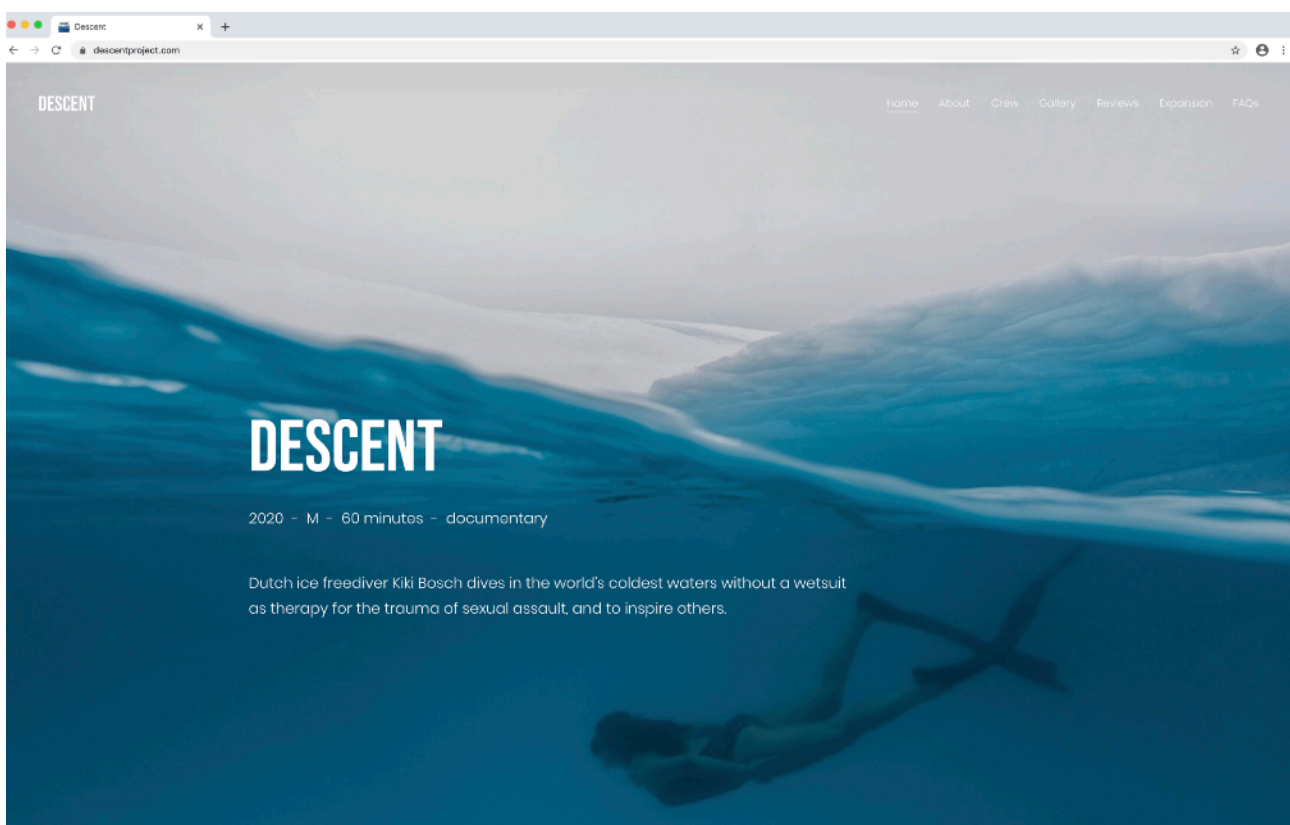 Descent
descentproject.com
DESCENT
Home About Crew Gallery Reviews Expansion FAQs
DESCENT
2020 - M - 60 minutes - documentary
Dutch ice freediver Kiki Bosch dives in the world's coldest waters without a wetsuit
as therapy for the trauma of sexual assault, and to inspire others.